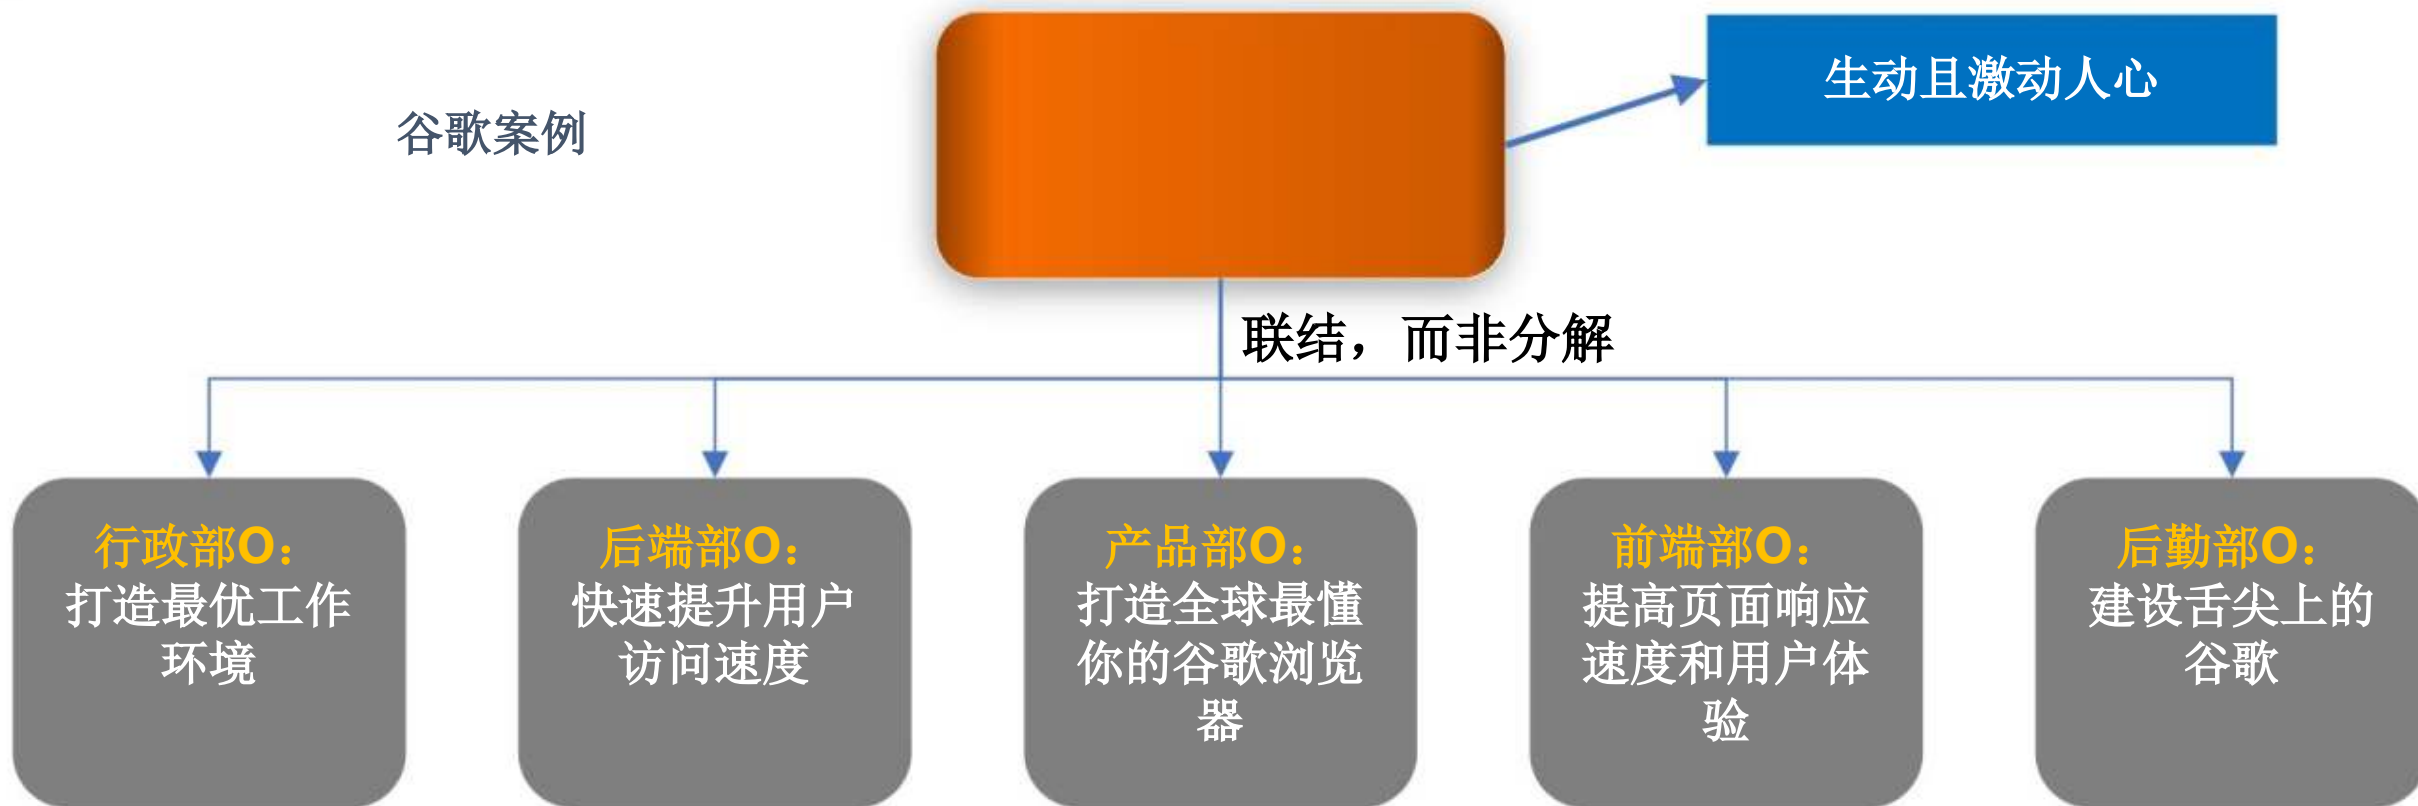 生动且激动人心
谷歌案例
联结，而非分解
行政部O：
打造最优工作
环境
后端部O：
快速提升用户
访问速度
产品部O：
打造全球最懂
你的谷歌浏览
器
前端部O：
提高页面响应
速度和用户体
验
后勤部O：
建设舌尖上的
谷歌